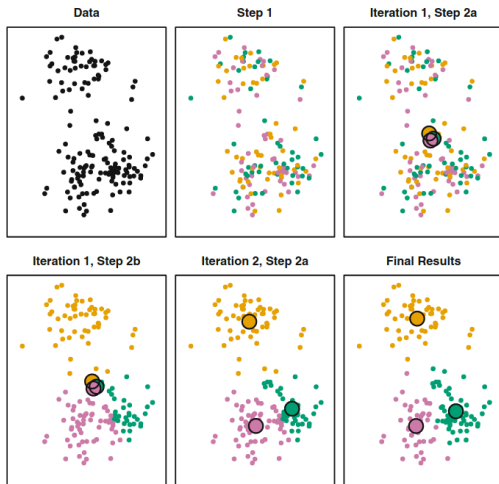 Data
Step 1
Iteration 1, Step 2a
Iteration 1, Step 2b
Iteration 2, Step 2a
Final Results